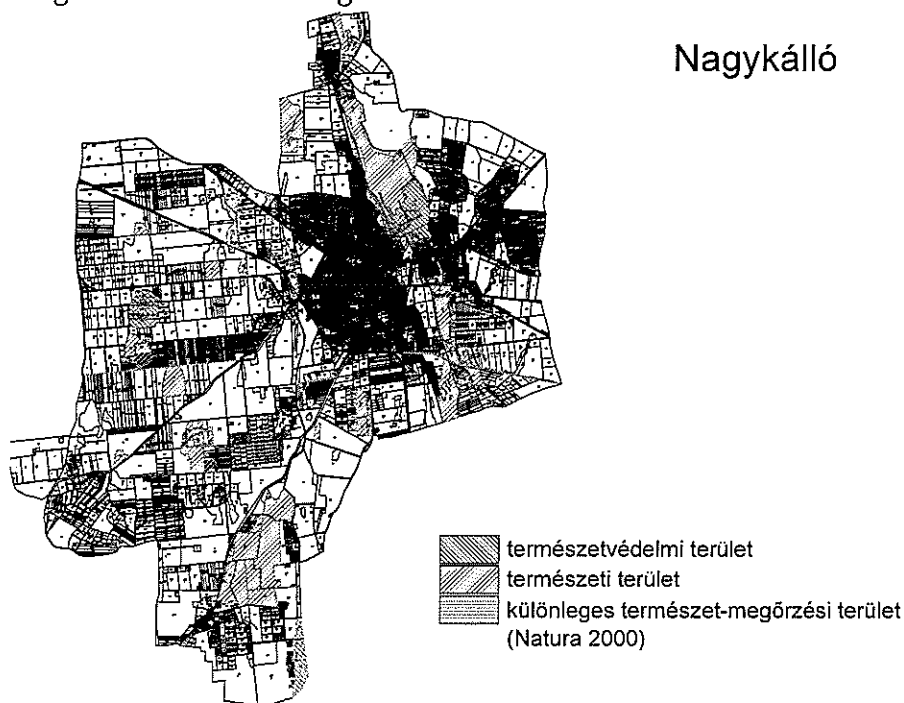 Nagykálló
természetvédelmi terület
természeti terület
különleges természet-megőrzési terület
(Natura 2000)